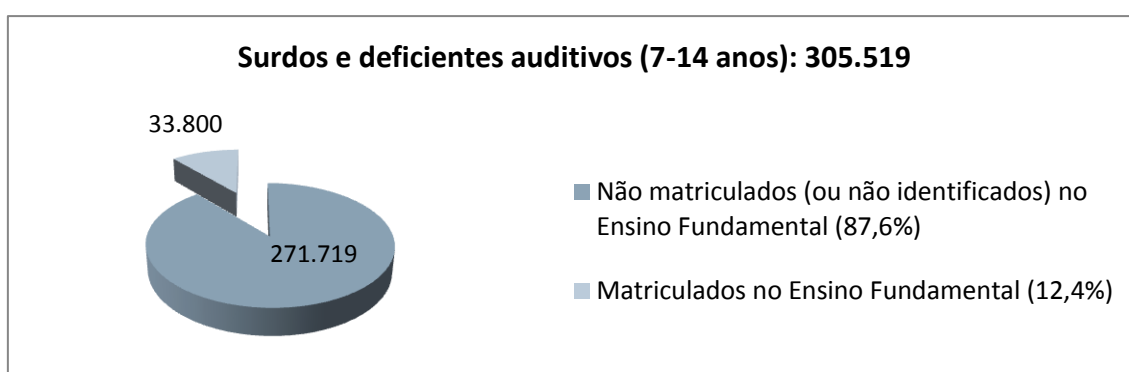 Surdos e deficientes auditivos (7-14 anos): 305.519
33.800
271.719
Não matriculados (ou não identificados) no
Ensino Fundamental (87,6%)
Matriculados no Ensino Fundamental (12,4%)